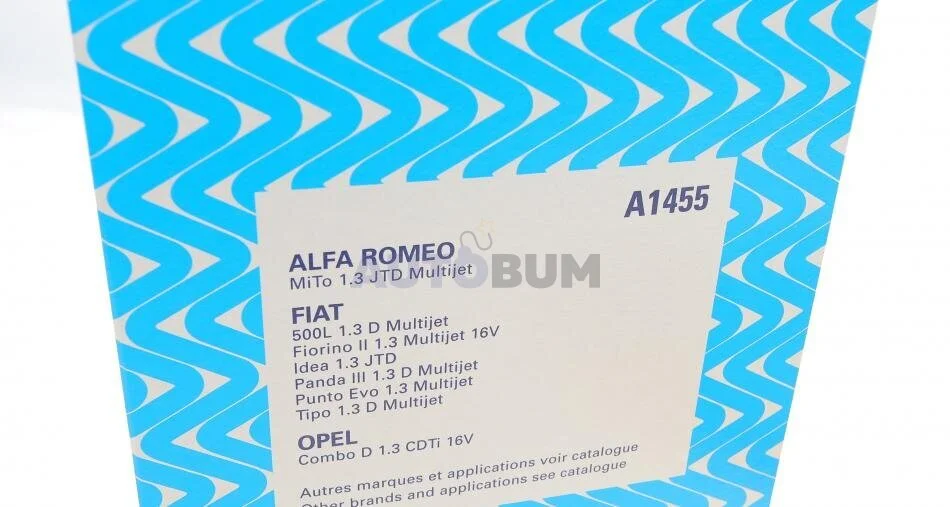 A1455
ALFA ROMEO
MiTo 1.3 JTD Multijet
AUTOBUM
FIAT
500L 1.3 D Multijet
Fiorino II 1.3 Multijet 16V
Idea 1.3 JTD
Panda III 1.3 D Multijet
Punto Evo 1.3 Multijet
Tipo 1.3 D Multijet
OPEL
Combo D 1.3 CDTi 16V
Autres marques et applications voir catalogue
Other brands and applications see catalogue